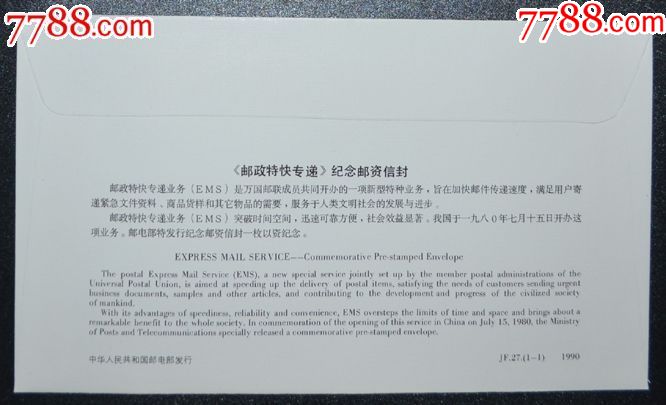 7788.com
7788.com
《邮政特快专递》纪念邮资信封
邮政特快专递业务（EMS）是万国邮联成员共同开办的一项新型特种业务，旨在加快邮件传递速度，满足用户寄
递紧急文件资料、商品货样和其它物品的需要，服务于人类文明社会的发展与进步。
邮政特快专递业务（EMS）突破时间空间，迅速可靠方便，社会效益显著。我国于一九八〇年七月十五日开办这
项业务。邮电部特发行纪念邮资信封一枚以资纪念。
EXPRESS MAIL SERVICE——Commemorative Pre-stamped Envelope
The postal Express Mail Service (EMS), a new special service jointly set up by the member postal administrations of the
Universal Postal Union, is aimed at speeding up the delivery of postal items, satisfying the needs of customers sending urgent
business documents, samples and other articles, and contributing to the development and progress of the civilized society
of mankind.
With its advantages of speediness, reliability and convenience, EMS oversteps the limits of time and space and brings about a
remarkable benefit to the whole society. In commemoration of the opening of this service in China on July 15, 1980, the Ministry
of Posts and Telecommunications specially released a commemorative pre-stamped envelope.
中华人民共和国邮电部发行
JF.27.(1-1) 1990
7788.com
7788.com